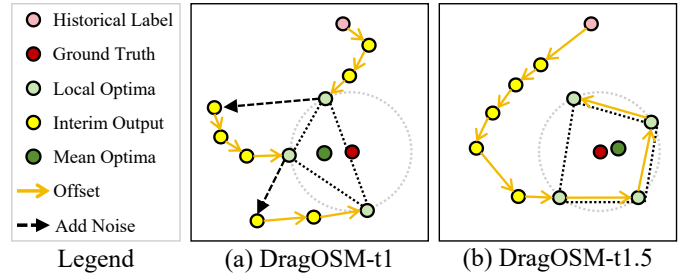 Historical Label
Ground Truth
Local Optima
Interim Output
Mean Optima
Offset
Add Noise
Legend
(a) DragOSM-t1
(b) DragOSM-t1.5